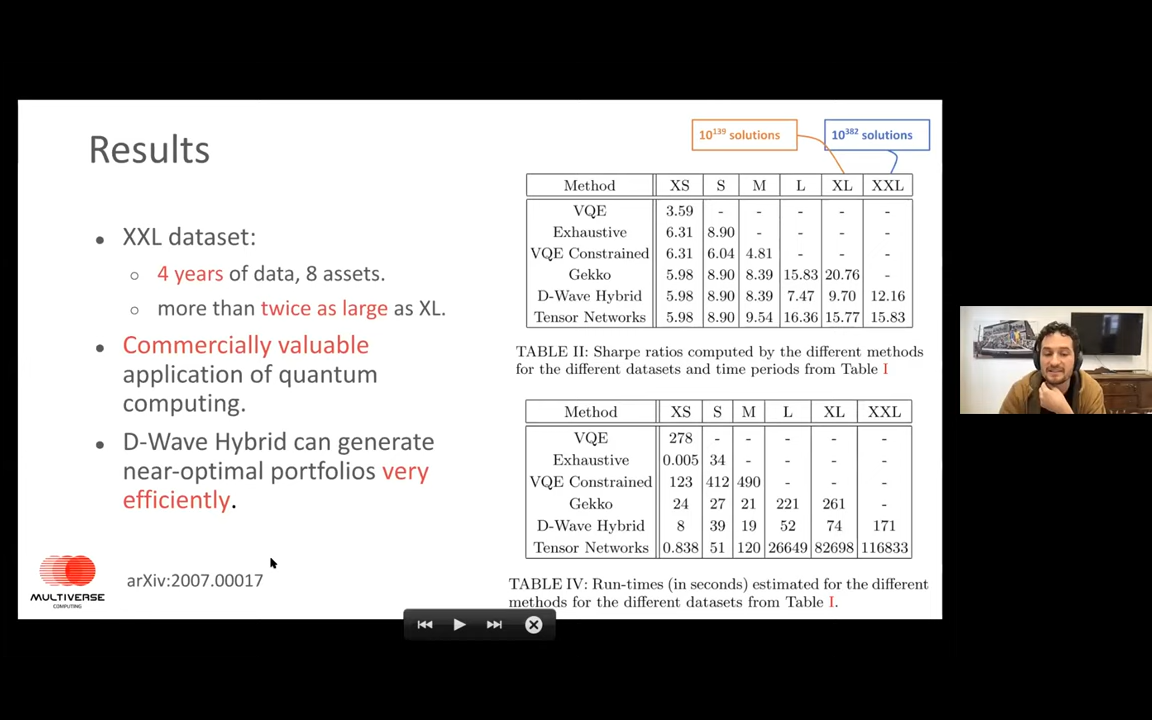 10^139 solutions
10^382 solutions
Results
• XXL dataset:
○ 4 years of data, 8 assets.
○ more than twice as large as XL.
• Commercially valuable
application of quantum
computing.
• D-Wave Hybrid can generate
near-optimal portfolios very
efficiently.
MULTIVERSE
COMPUTING
arXiv:2007.00017
Method XS S M L XL XXL
VQE 3.59 - - - - -
Exhaustive 6.31 8.90 - - - -
VQE Constrained 6.31 6.04 4.81 - - -
Gekko 5.98 8.90 8.39 15.83 20.76 -
D-Wave Hybrid 5.98 8.90 8.39 7.47 9.70 12.16
Tensor Networks 5.98 8.90 9.54 16.36 15.77 15.83
TABLE II: Sharpe ratios computed by the different methods
for the different datasets and time periods from Table I
Method XS S M L XL XXL
VQE 278 - - - - -
Exhaustive 0.005 34 - - - -
VQE Constrained 123 412 490 - - -
Gekko 24 27 21 221 261 -
D-Wave Hybrid 8 39 19 52 74 171
Tensor Networks 0.838 51 120 26649 82698 116833
TABLE IV: Run-times (in seconds) estimated for the different
methods for the different datasets from Table I.